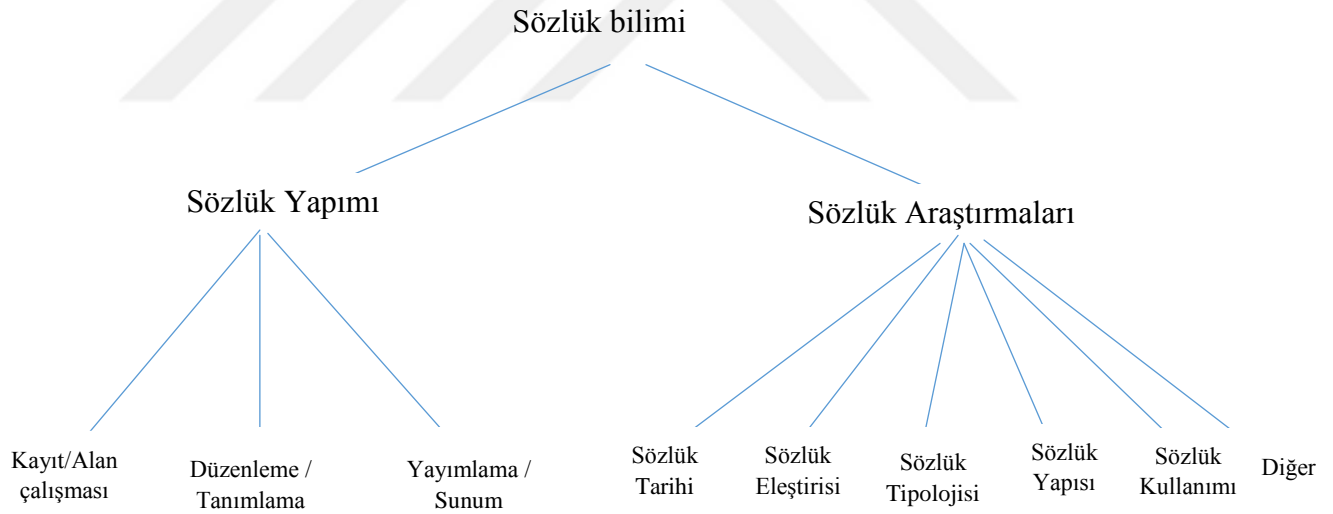 Sözlük bilimi
Sözlük Yapımı
Sözlük Araştırmaları
Kayıt/Alan
çalışması
Düzenleme /
Tanımlama
Yayımlama /
Sunum
Sözlük
Tarihi
Sözlük
Eleştirisi
Sözlük
Tipolojisi
Sözlük
Yapısı
Sözlük
Kullanımı
Diğer